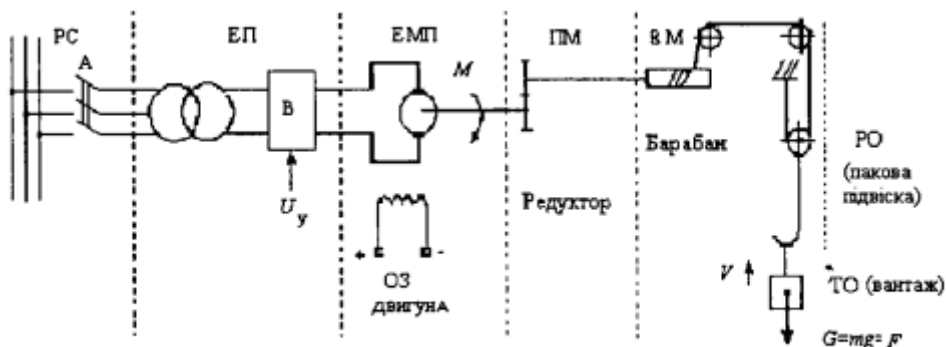 РС
ЕП
ЕМП
ПМ
ВМ
А
М
В
Барабан
РО
(пакова
підвіска)
Uу
Редуктор
+
-
ОЗ
двигуна
V
ТО (вантаж)
G=mg= F